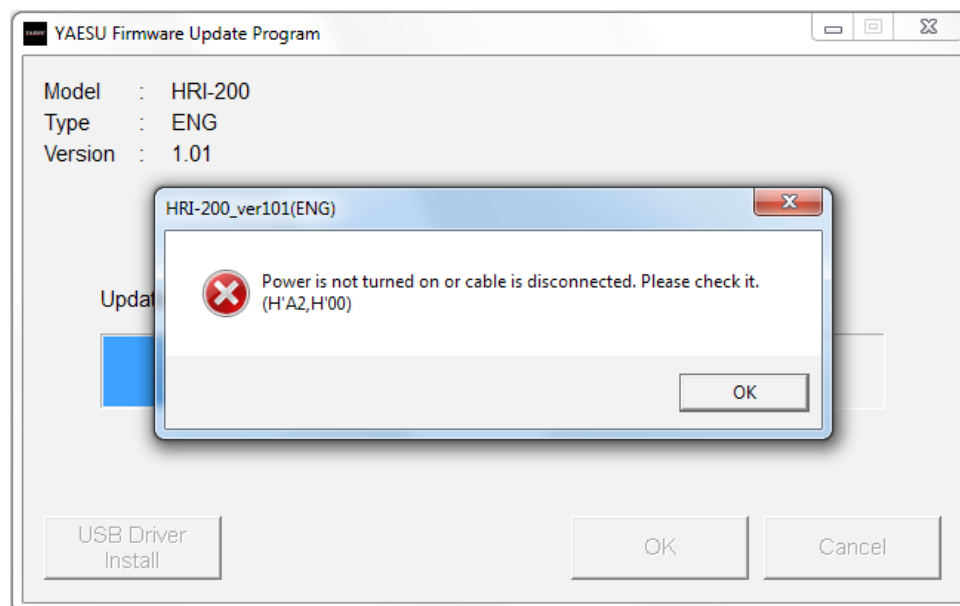 YAESU Firmware Update Program
Model : HRI-200
Type : ENG
Version : 1.01
HRI-200_ver101(ENG)
Power is not turned on or cable is disconnected. Please check it.
(H'A2,H'00)
OK
USB Driver
Install
OK
Cancel